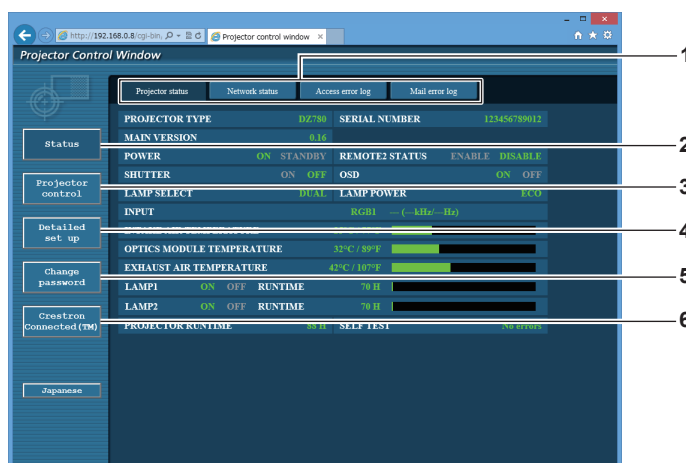 http://192.168.0.8/cgi-bin,
Projector control window
Projector Control Window
1
Projector status Network status Access error log Mail error log
PROJECTOR TYPE DZ780 SERIAL NUMBER 123456789012
MAIN VERSION 0.16
Status
2
POWER ON STANDBY REMOTE2 STATUS ENABLE DISABLE
SHUTTER ON OFF OSD ON OFF
Projector
control
3
LAMP SELECT DUAL LAMP POWER ECO
INPUT RGB1 --- (---kHz/---Hz)
Detailed
set up
4
OPTICS MODULE TEMPERATURE 32°C / 89°F
EXHAUST AIR TEMPERATURE 42°C / 107°F
Change
password
5
LAMP1 ON OFF RUNTIME 70 H
LAMP2 ON OFF RUNTIME 70 H
Crestron
Connected(TM)
6
PROJECTOR RUNTIME 88 H SELF TEST No errors
Japanese